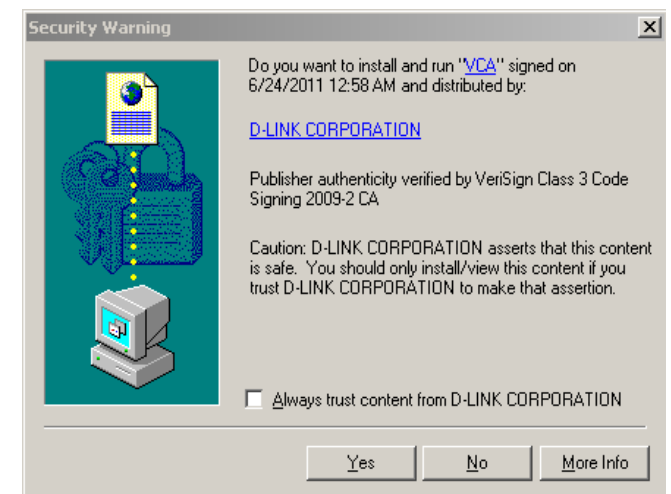 Security Warning
Do you want to install and run "VCA" signed on
6/24/2011 12:58 AM and distributed by:
D-LINK CORPORATION
Publisher authenticity verified by VeriSign Class 3 Code
Signing 2009-2 CA
Caution: D-LINK CORPORATION asserts that this content
is safe. You should only install/view this content if you
trust D-LINK CORPORATION to make that assertion.
Always trust content from D-LINK CORPORATION
Yes
No
More Info